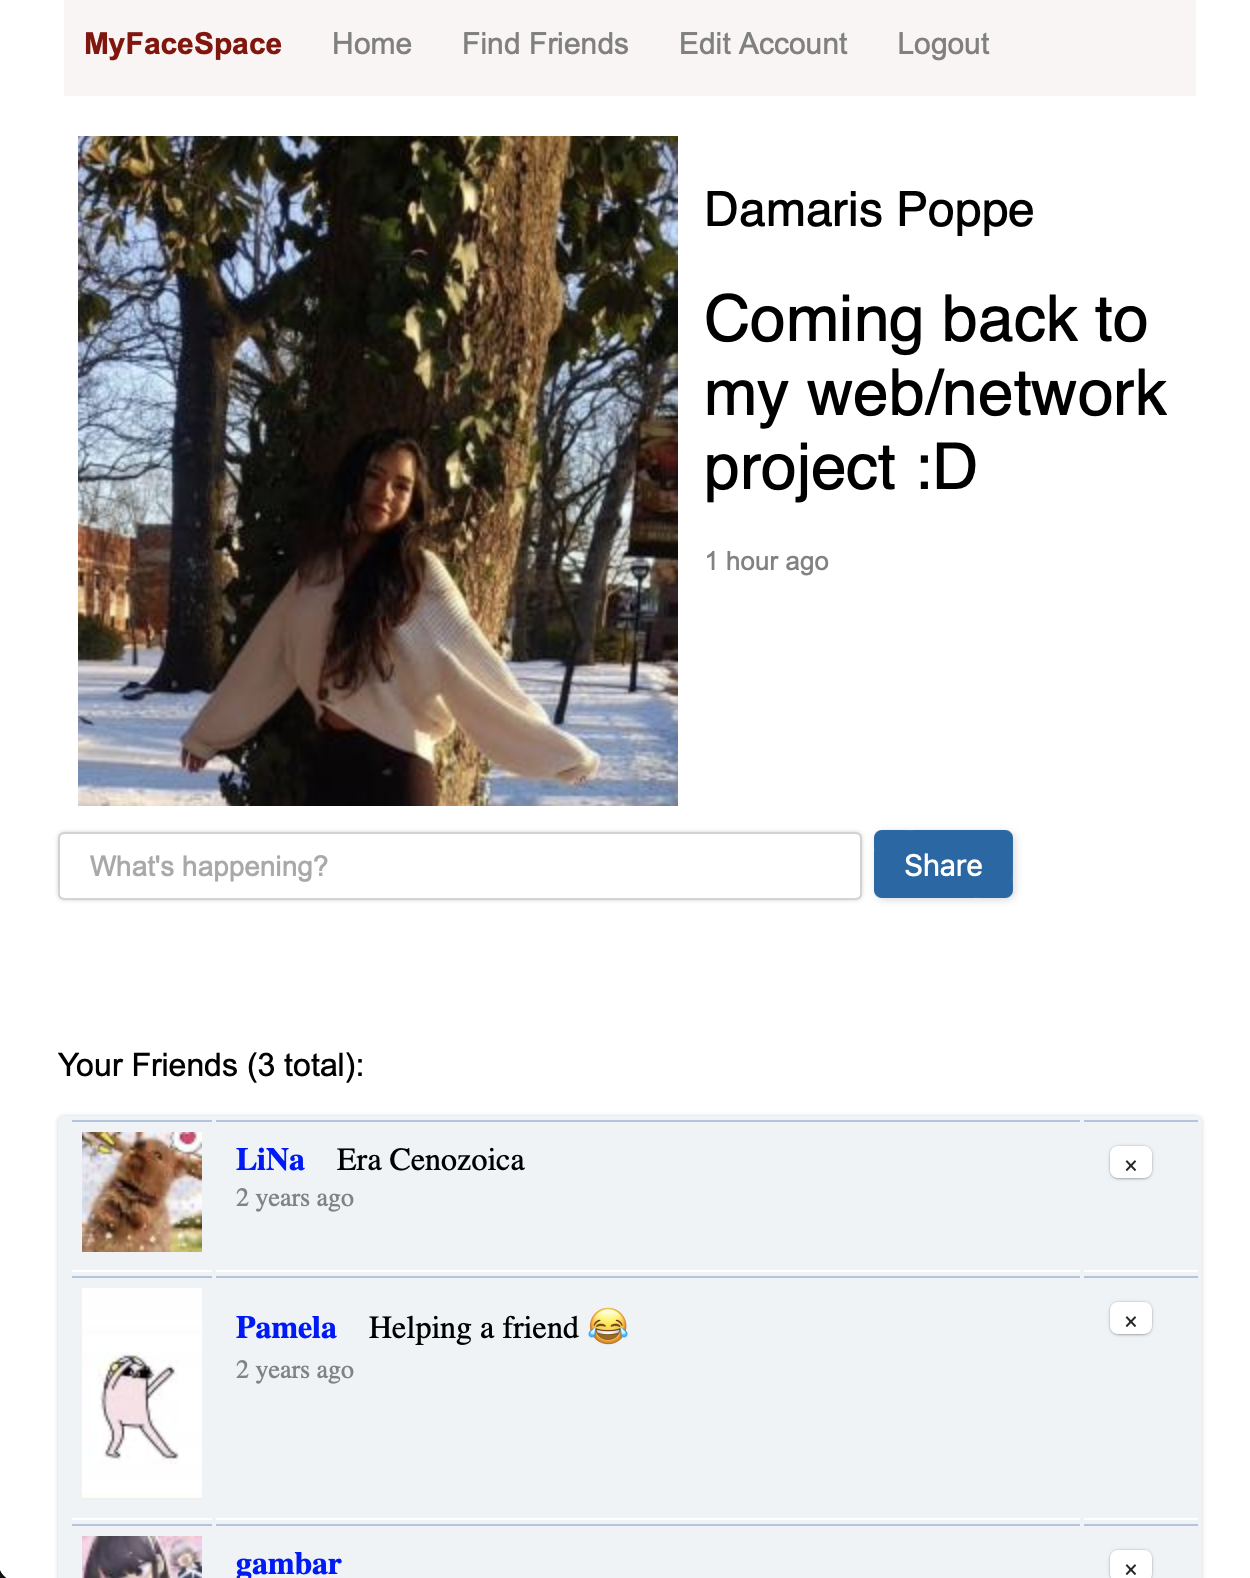 MyFaceSpace Home Find Friends Edit Account Logout
Damaris Poppe
Coming back to
my web/network
project :D
1 hour ago
What's happening? Share
Your Friends (3 total):
LiNa Era Cenozoica ×
2 years ago
Pamela Helping a friend 😂 ×
2 years ago
gambar ×